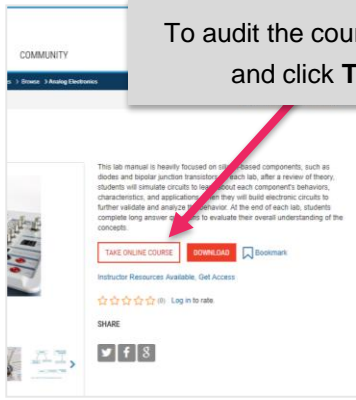 To audit the cour
and click T
COMMUNITY
s > Browse > Analog Electronics
This lab manual is heavily focused on based components, such as
diodes and bipolar junction transistors. each lab, after a review of theory,
students will simulate circuits to lea bout each component's behaviors,
characteristics, and applications. hen they will build electronic circuits to
further validate and analyze t behavior. At the end of each lab, students
complete long answer to evaluate their overall understanding of the
concepts.
TAKE ONLINE COURSE DOWNLOAD Bookmark
Instructor Resources Available, Get Access
(0) Log in to rate
SHARE
f 8